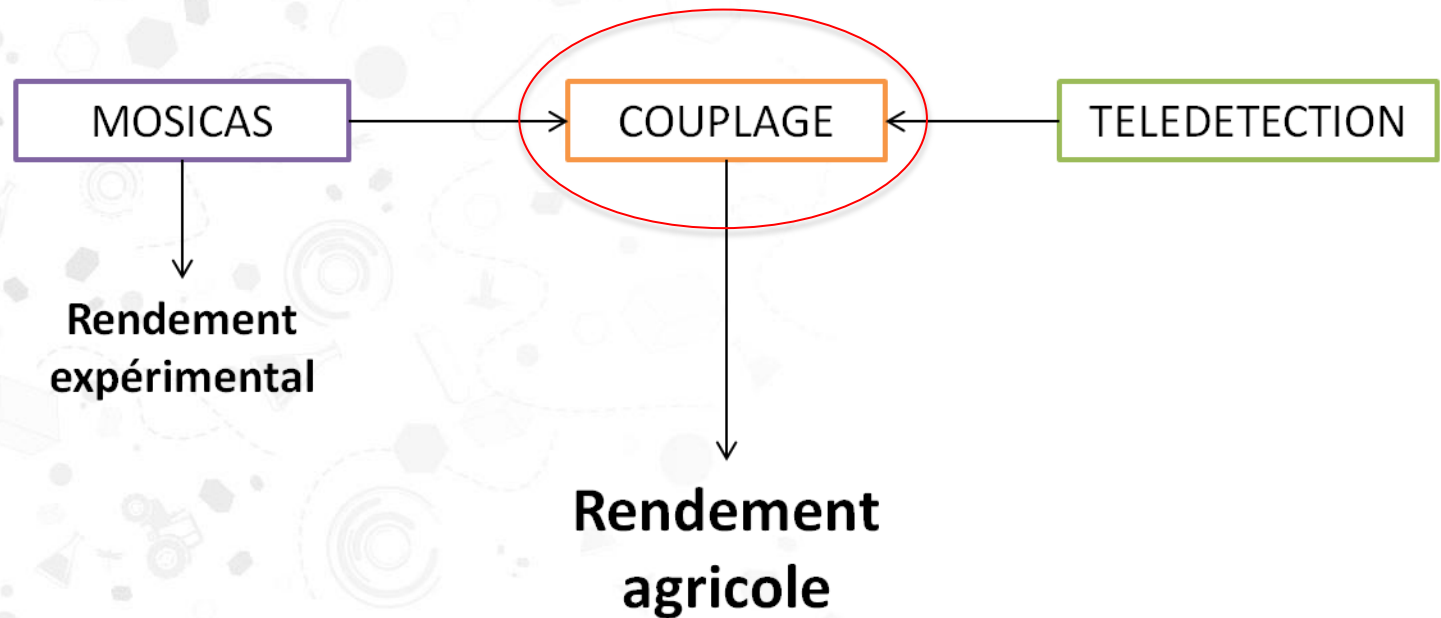 MOSICAS
COUPLAGE
TELEDETECTION
Rendement
expérimental
Rendement
agricole